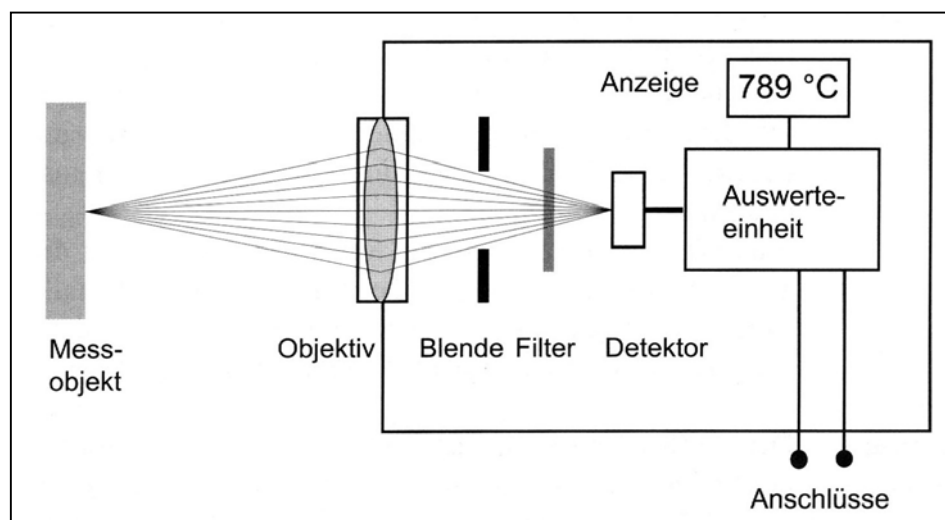 Anzeige
789 °C
Auswerte-
einheit
Mess-
objekt
Objektiv
Blende
Filter
Detektor
Anschlüsse